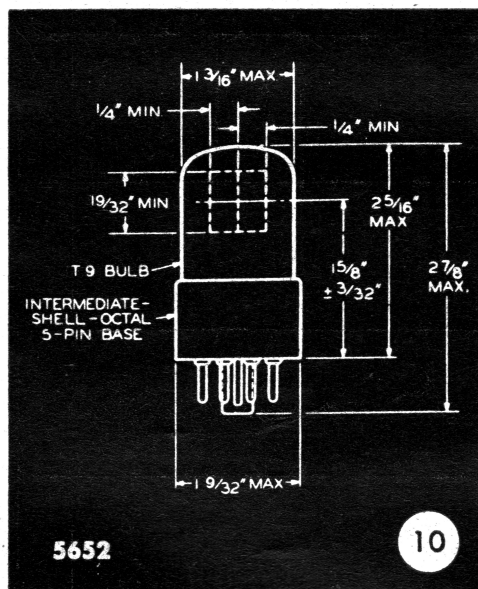 1 3/16" MAX.
1/4" MIN
1/4" MIN
19/32" MIN
2 5/16"
MAX
T 9 BULB
1 5/8"
± 3/32"
2 7/8"
MAX.
INTERMEDIATE-
SHELL-OCTAL
5-PIN BASE
1 9/32" MAX
5652
10